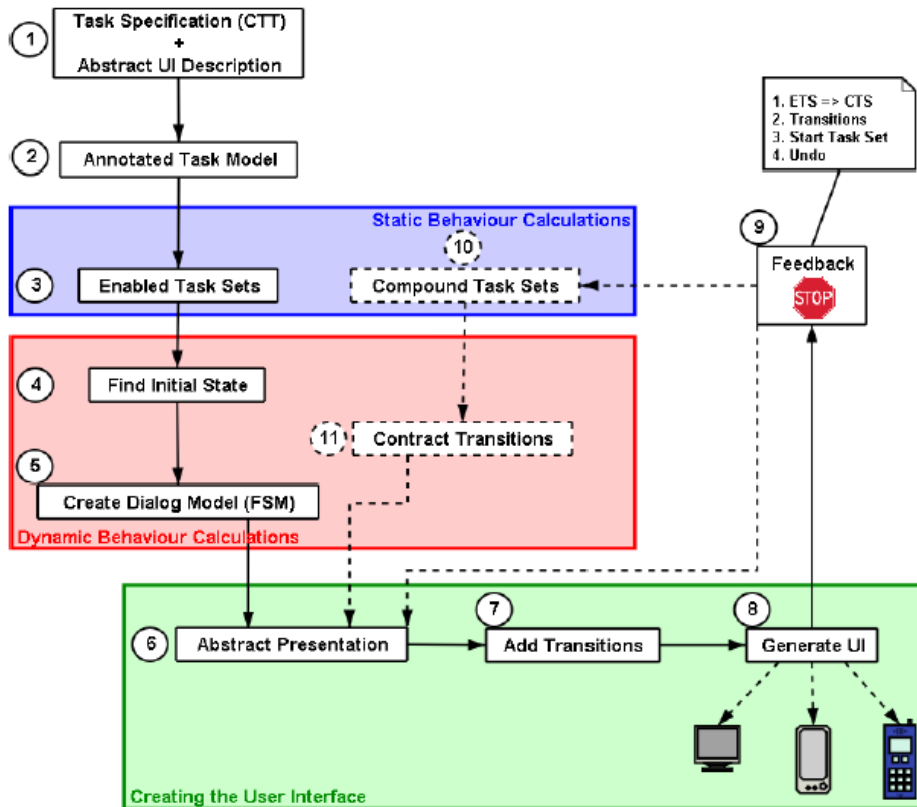 1
Task Specification (CTT)
+
Abstract UI Description
2
Annotated Task Model
1. ETS => CTS
2. Transitions
3. Start Task Set
4. Undo
Static Behaviour Calculations
3
Enabled Task Sets
10
Compound Task Sets
9
Feedback
STOP
4
Find Initial State
11
Contract Transitions
5
Create Dialog Model (FSM)
Dynamic Behaviour Calculations
6
Abstract Presentation
7
Add Transitions
8
Generate UI
Creating the User Interface